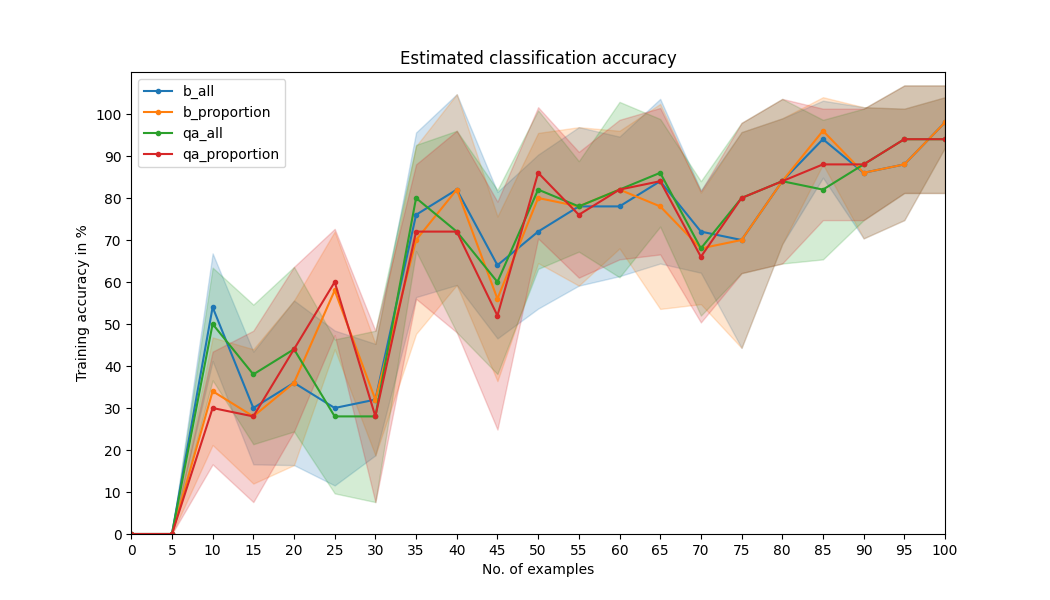 Estimated classification accuracy
b_all
b_proportion
qa_all
qa_proportion
Training accuracy in %
100
90
80
70
60
50
40
30
20
10
0
0 5 10 15 20 25 30 35 40 45 50 55 60 65 70 75 80 85 90 95 100
No. of examples